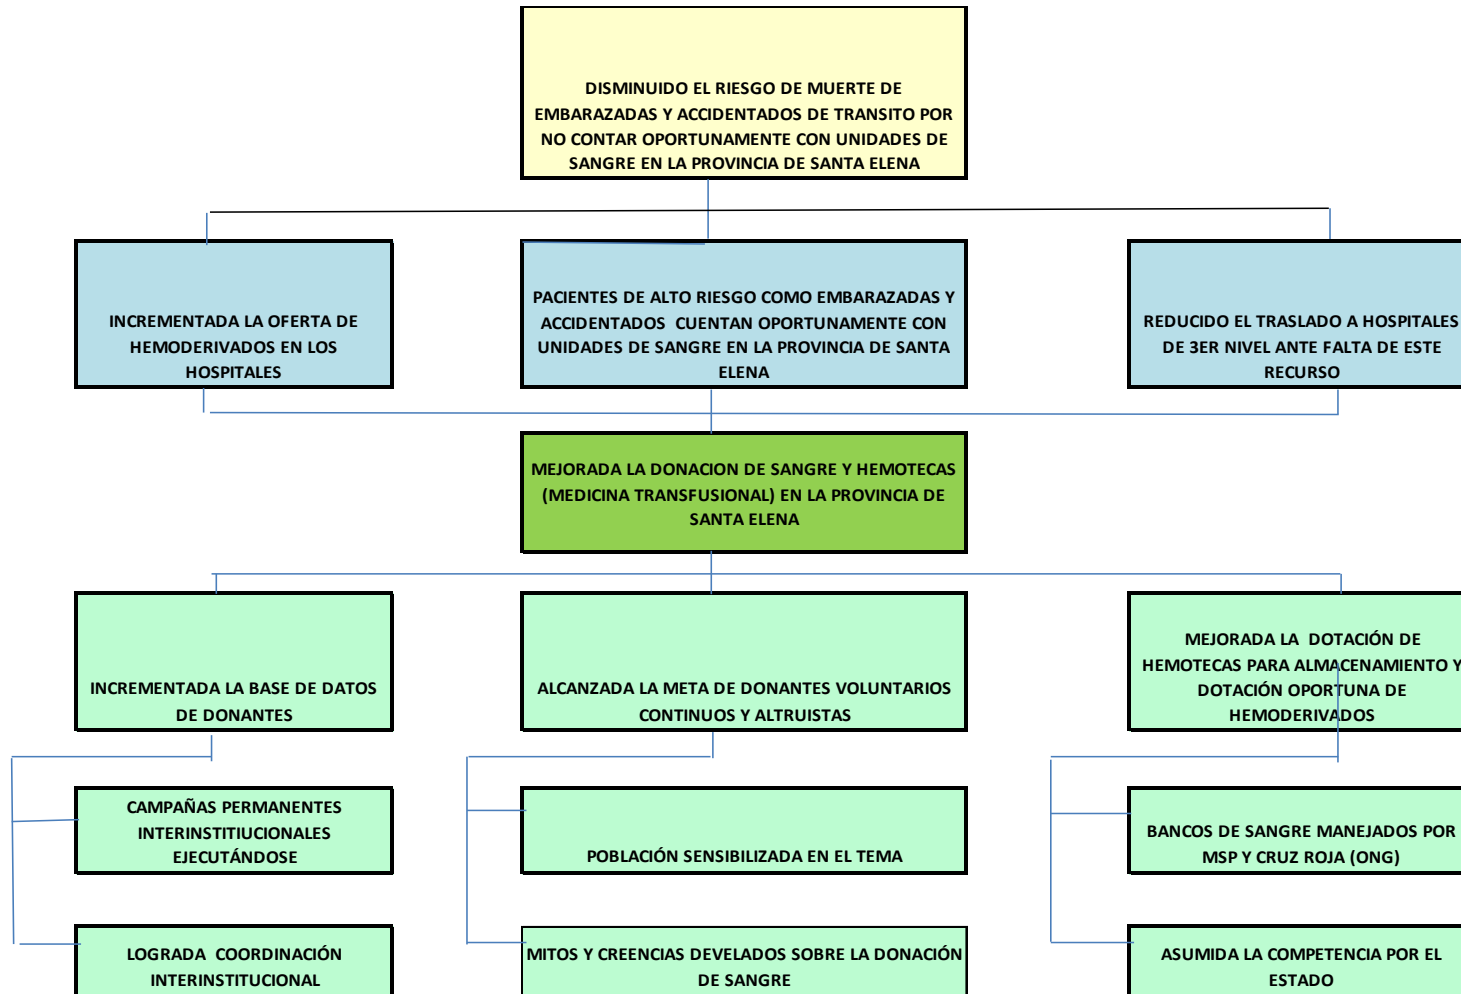 DISMINUIDO EL RIESGO DE MUERTE DE
EMBARAZADAS Y ACCIDENTADOS DE TRANSITO POR
NO CONTAR OPORTUNAMENTE CON UNIDADES DE
SANGRE EN LA PROVINCIA DE SANTA ELENA
INCREMENTADA LA OFERTA DE
HEMODERIVADOS EN LOS
HOSPITALES
PACIENTES DE ALTO RIESGO COMO EMBARAZADAS Y
ACCIDENTADOS CUENTAN OPORTUNAMENTE CON
UNIDADES DE SANGRE EN LA PROVINCIA DE SANTA
ELENA
REDUCIDO EL TRASLADO A HOSPITALES
DE 3ER NIVEL ANTE FALTA DE ESTE
RECURSO
MEJORADA LA DONACION DE SANGRE Y HEMOTECAS
(MEDICINA TRANSFUSIONAL) EN LA PROVINCIA DE
SANTA ELENA
INCREMENTADA LA BASE DE DATOS
DE DONANTES
ALCANZADA LA META DE DONANTES VOLUNTARIOS
CONTINUOS Y ALTRUISTAS
MEJORADA LA DOTACIÓN DE
HEMOTECAS PARA ALMACENAMIENTO Y
DOTACIÓN OPORTUNA DE
HEMODERIVADOS
CAMPAÑAS PERMANENTES
INTERINSTITIUCIONALES
EJECUTÁNDOSE
POBLACIÓN SENSIBILIZADA EN EL TEMA
BANCOS DE SANGRE MANEJADOS POR
MSP Y CRUZ ROJA (ONG)
LOGRADA COORDINACIÓN
INTERINSTITUCIONAL
MITOS Y CREENCIAS DEVELADOS SOBRE LA DONACIÓN
DE SANGRE
ASUMIDA LA COMPETENCIA POR EL
ESTADO